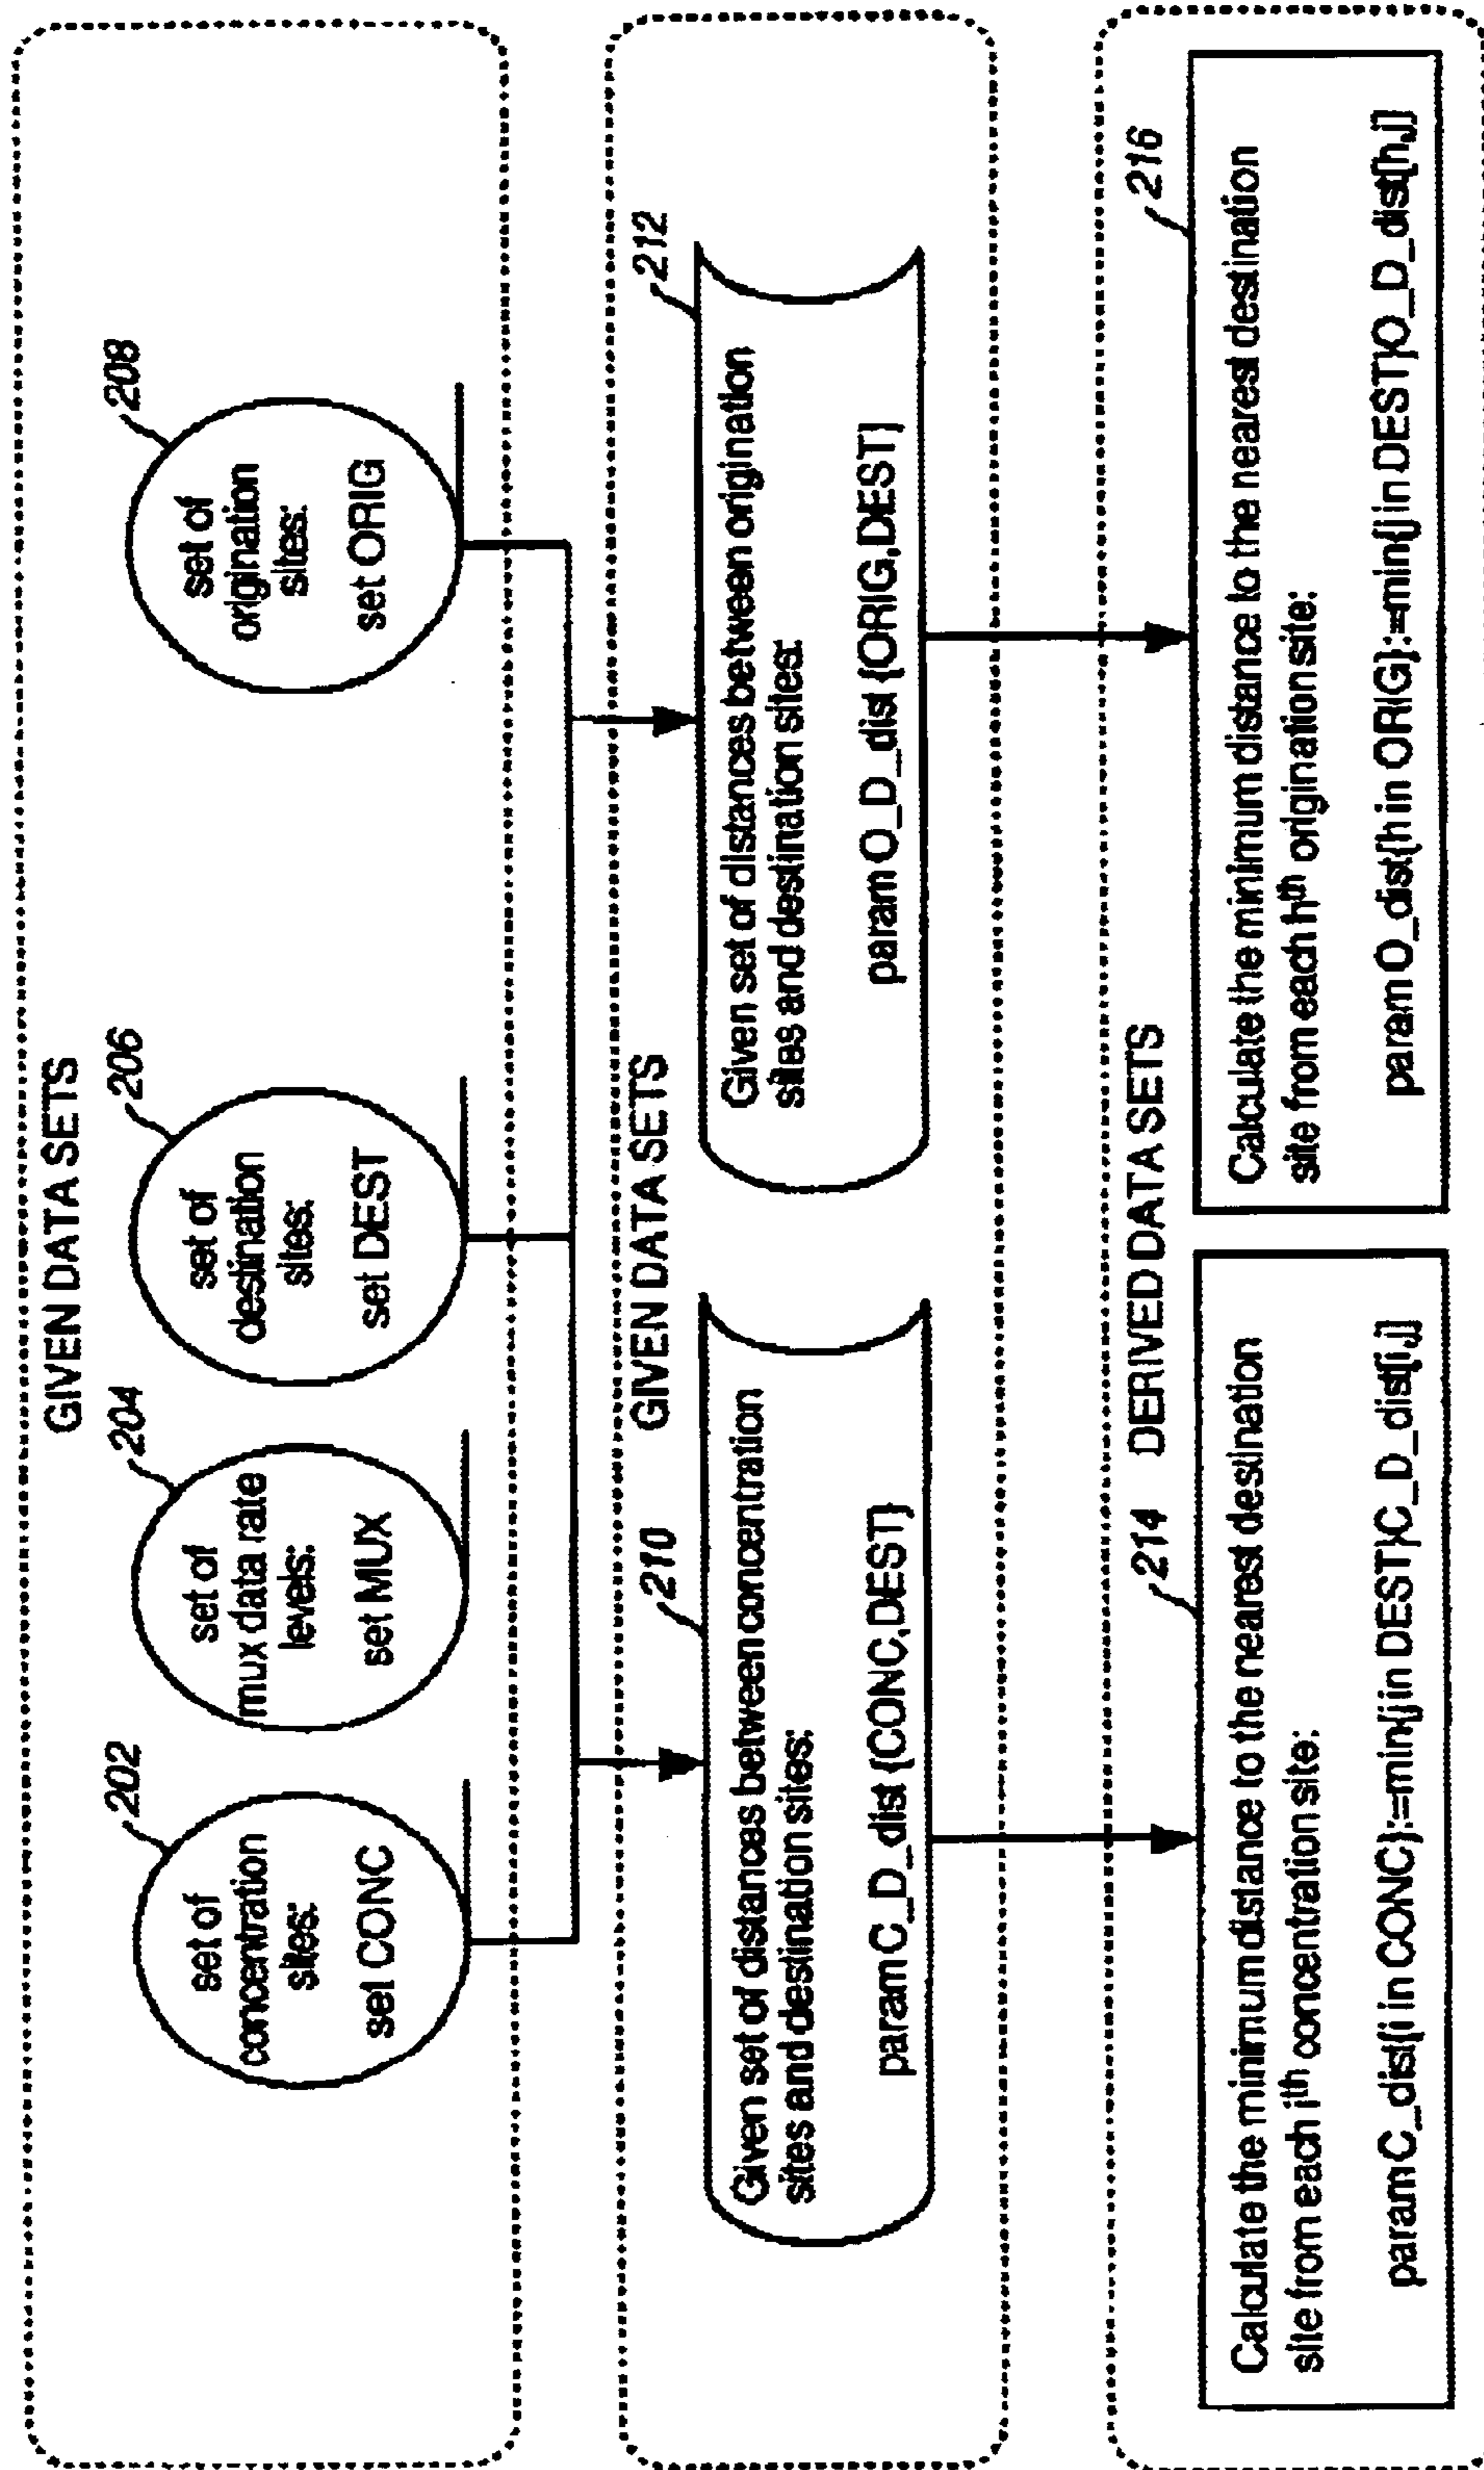 GIVEN DATA SETS
202
set of
concentration
sites:
set CONC
204
set of
mux data rate
levels:
set MUX
206
set of
destination
sites:
set DEST
208
set of
origination
sites:
set ORIG
GIVEN DATA SETS
210
Given set of distances between concentration
sites and destination sites:
param C_D_dist {CONC,DEST}
212
Given set of distances between origination
sites and destination sites:
param O_D_dist {ORIG,DEST}
DERIVED DATA SETS
214
Calculate the minimum distance to the nearest destination
site from each ith concentration site:
param C_dist{i in CONC}:=min{j in DEST}C_D_dist[i,j]
216
Calculate the minimum distance to the nearest destination
site from each hth origination site:
param O_dist{h in ORIG}:=min{j in DEST}O_D_dist[h,j]